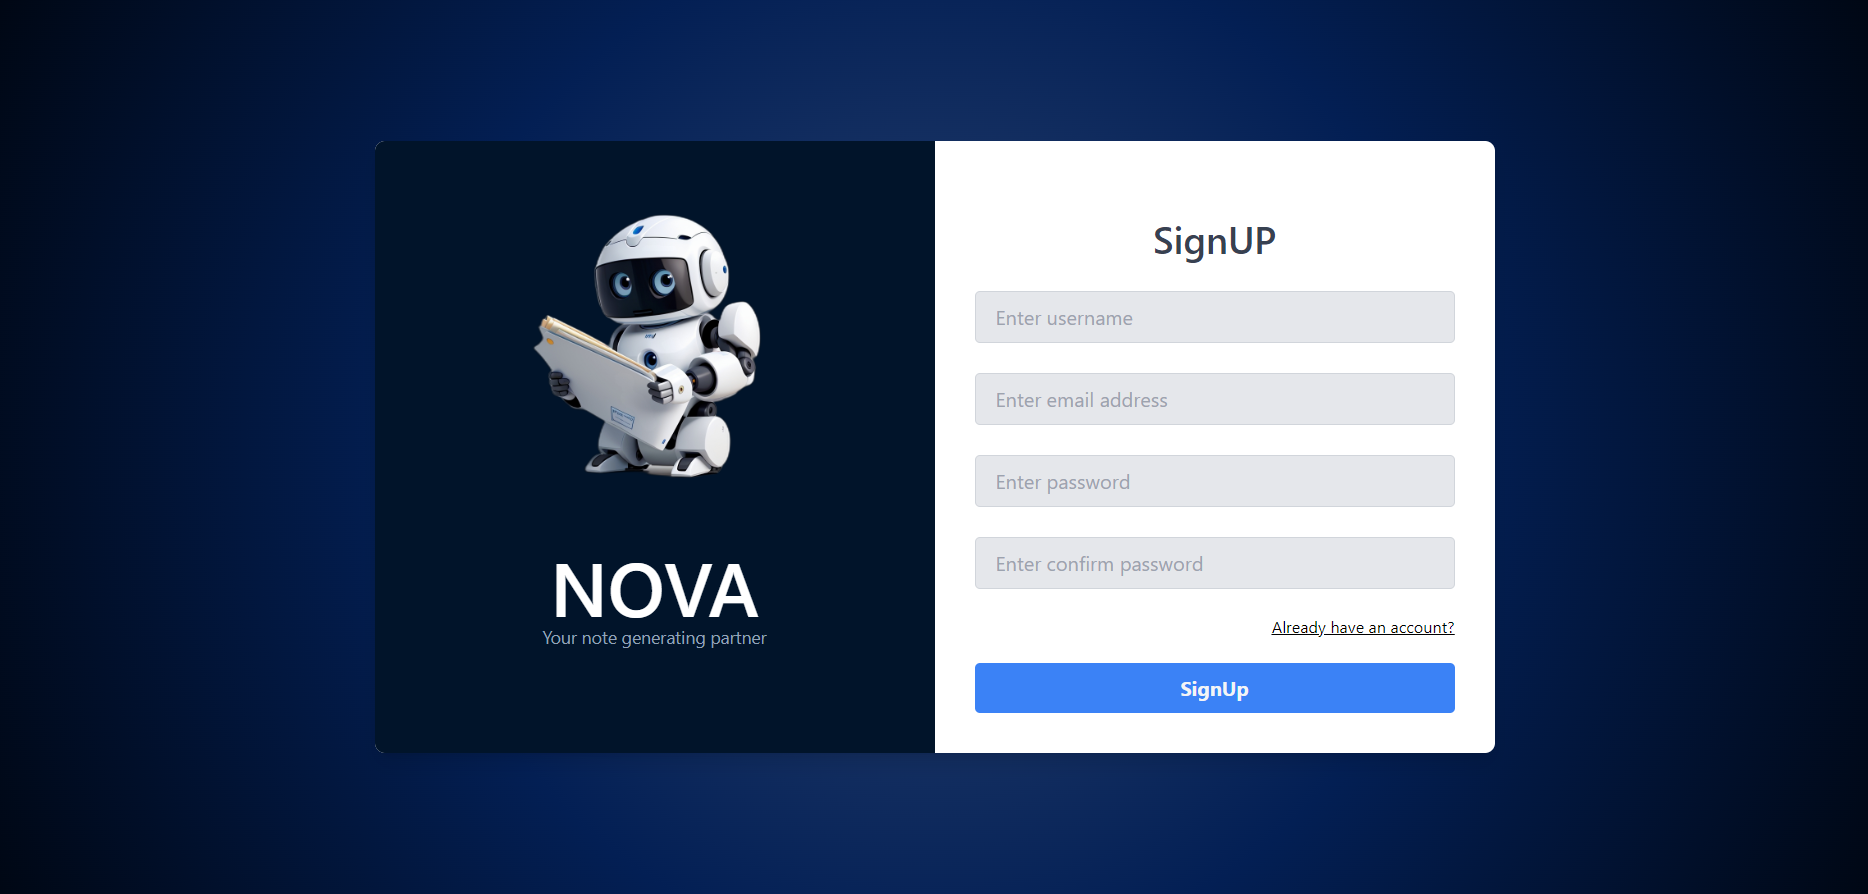 NOVA
Your note generating partner
SignUP
Enter username
Enter email address
Enter password
Enter confirm password
Already have an account?
SignUp